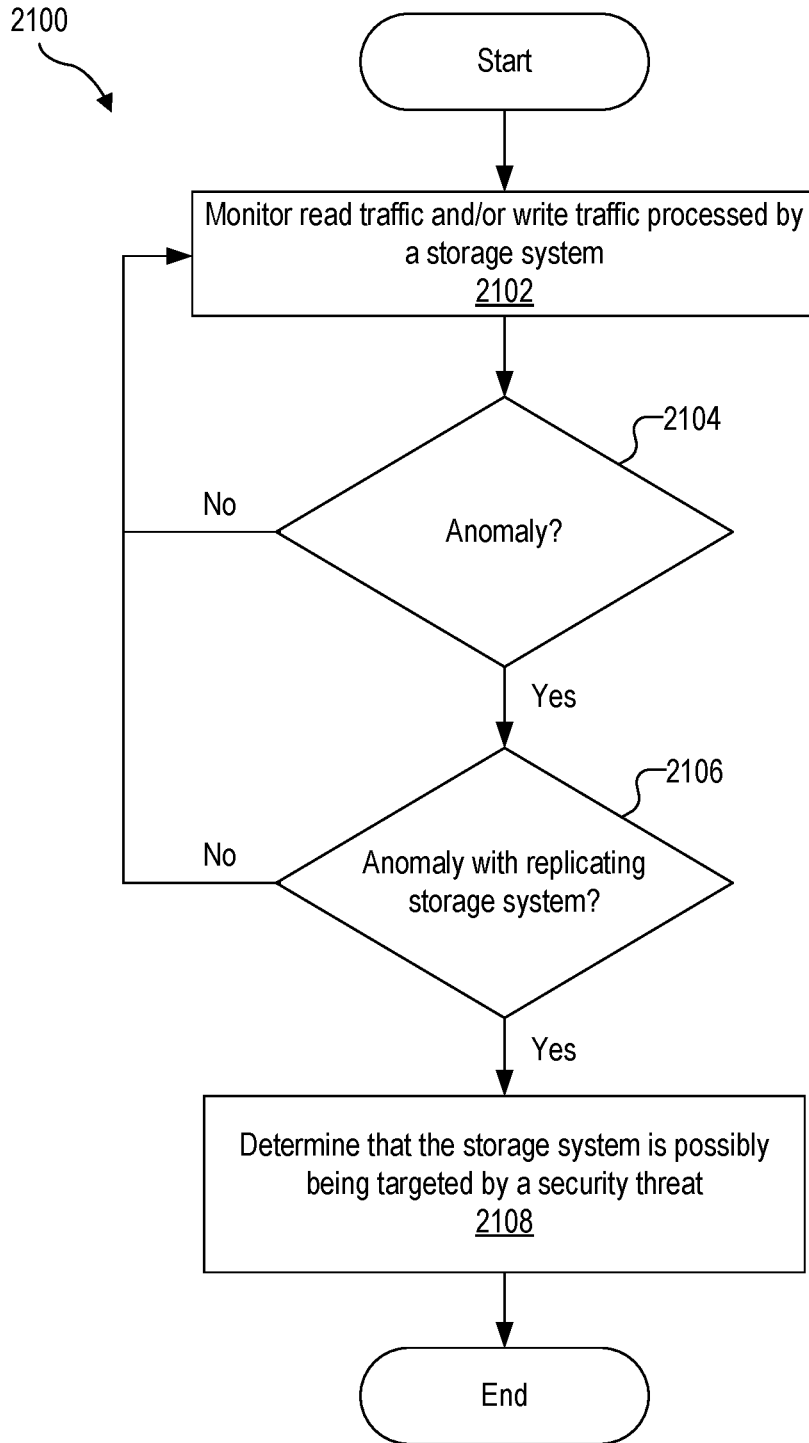 2100
Start
Monitor read traffic and/or write traffic processed by
a storage system
2102
2104
Anomaly?
No
Yes
2106
Anomaly with replicating
storage system?
No
Yes
Determine that the storage system is possibly
being targeted by a security threat
2108
End